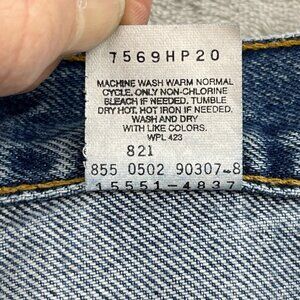 7569HP20
MACHINE WASH WARM NORMAL
CYCLE. ONLY NON-CHLORINE
BLEACH IF NEEDED. TUMBLE
DRY HOT. HOT IRON IF NEEDED.
WASH AND DRY
WITH LIKE COLORS.
WPL 423
821
855 0502 90307-8
15551-4837